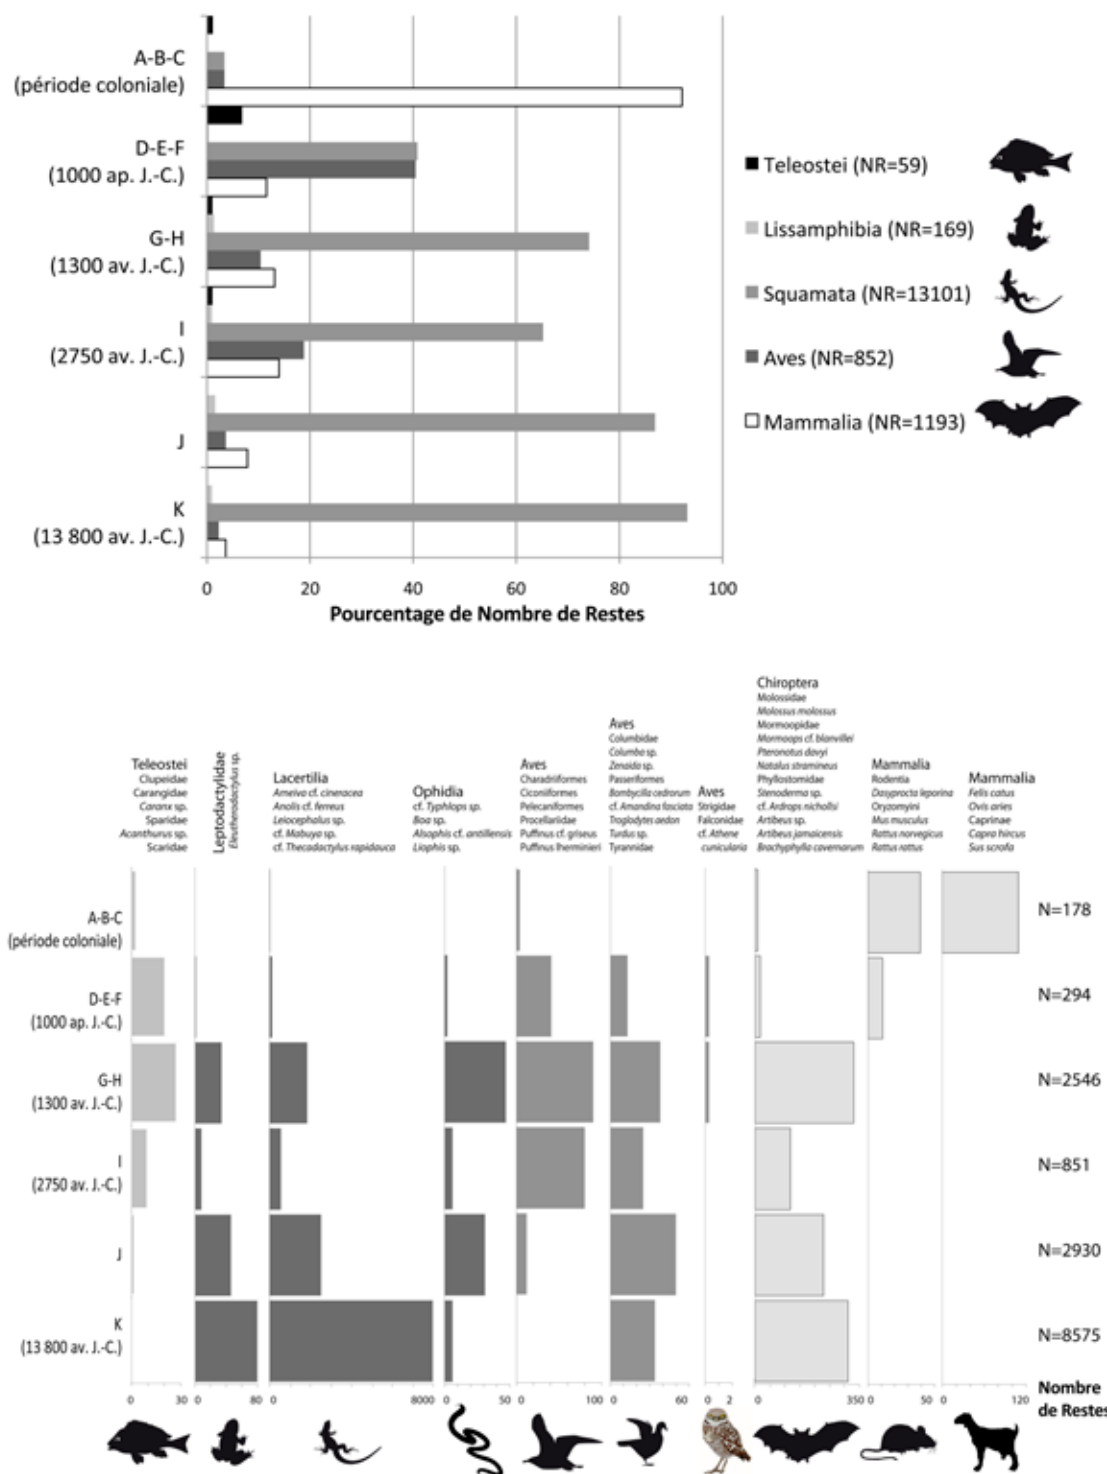 A-B-C
(période coloniale)
D-E-F
(1000 ap. J.-C.)
G-H
(1300 av. J.-C.)
I
(2750 av. J.-C.)
J
K
(13 800 av. J.-C.)
0 20 40 60 80 100
Pourcentage de Nombre de Restes
Teleostei (NR=59)
Lissamphibia (NR=169)
Squamata (NR=13101)
Aves (NR=852)
Mammalia (NR=1193)
Teleostei
Clupeidae
Carangidae
Caranx sp.
Sparidae
Acanthurus sp.
Scaridae
Leptodactylidae
Eleutherodactylus sp.
Lacertilia
Ameiva cf. cineracea
Anolis cf. ferreus
Leiocephalus sp.
cf. Mabuya sp.
cf. Thecadactylus rapidauca
Ophidia
cf. Typhlops sp.
Boa sp.
Alsophis cf. antillensis
Liophis sp.
Aves
Charadriiformes
Ciconiiformes
Pelecaniformes
Procellariidae
Puffinus cf. griseus
Puffinus lherminieri
Aves
Columbidae
Columba sp.
Zenaida sp.
Passeriformes
Bombycilla cedrorum
cf. Amandina fasciata
Troglodytes aedon
Turdus sp.
Tyrannidae
Aves
Strigidae
Falconidae
cf. Athene
cunicularia
Chiroptera
Molossidae
Molossus molossus
Mormoopidae
Mormoops cf. blanvillei
Pteronotus davyi
Natalus stramineus
Phyllostomidae
Stenoderma sp.
cf. Ardops nichollsi
Artibeus sp.
Artibeus jamaicensis
Brachyphylla cavernarum
Mammalia
Rodentia
Dasyprocta leporina
Oryzomyini
Mus musculus
Rattus norvegicus
Rattus rattus
Mammalia
Felis catus
Ovis aries
Caprinae
Capra hircus
Sus scrofa
A-B-C
(période coloniale)
N=178
D-E-F
(1000 ap. J.-C.)
N=294
G-H
(1300 av. J.-C.)
N=2546
I
(2750 av. J.-C.)
N=851
J
N=2930
K
(13 800 av. J.-C.)
N=8575
0 30 0 80 0 8000 0 50 0 100 0 60 0 2 0 350 0 50 0 120
Nombre
de Restes